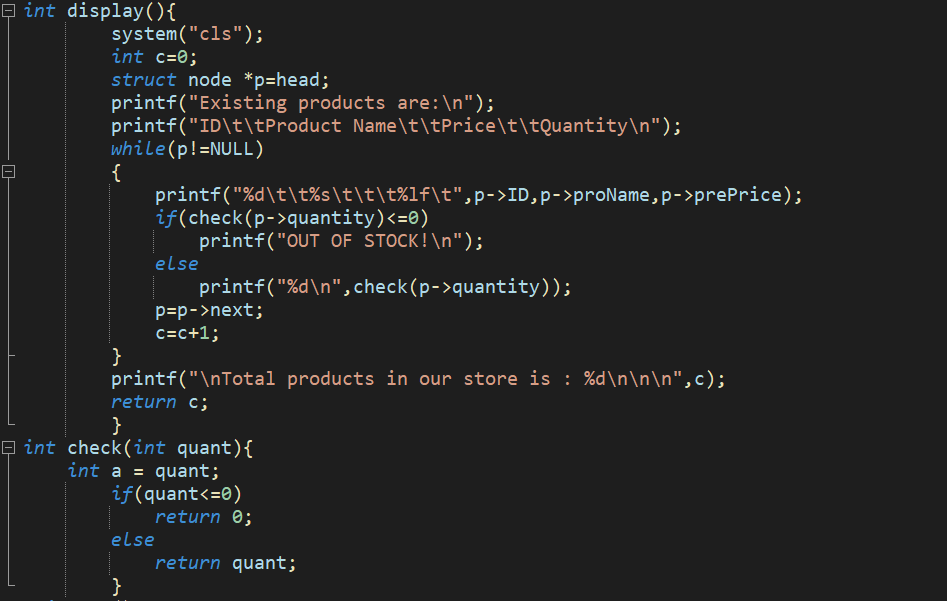 int display(){
system("cls");
int c=0;
struct node *p=head;
printf("Existing products are:\n");
printf("ID\t\tProduct Name\t\tPrice\t\tQuantity\n");
while(p!=NULL)
{
printf("%d\t\t%s\t\t\t%lf\t",p->ID,p->proName,p->prePrice);
if(check(p->quantity)<=0)
printf("OUT OF STOCK!\n");
else
printf("%d\n",check(p->quantity));
p=p->next;
c=c+1;
}
printf("\nTotal products in our store is : %d\n\n\n",c);
return c;
}
int check(int quant){
int a = quant;
if(quant<=0)
return 0;
else
return quant;
}